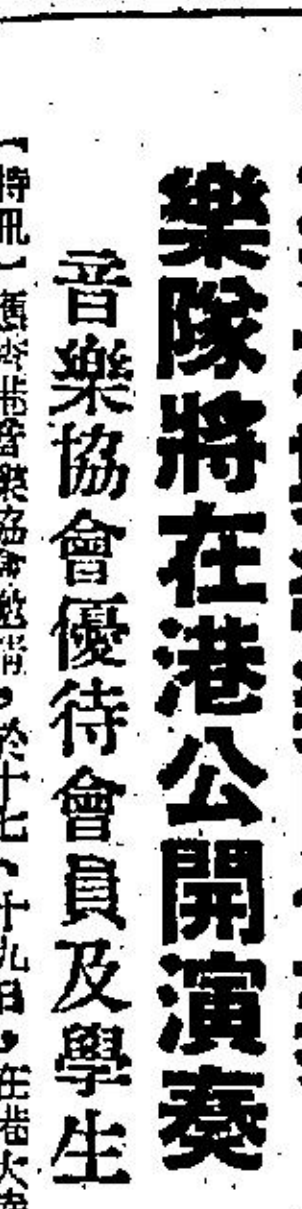 樂隊將在港公開演奏
音樂協會優待會員及學生
【特訊】應本港音樂協會邀請，於十七、十九日，在港大